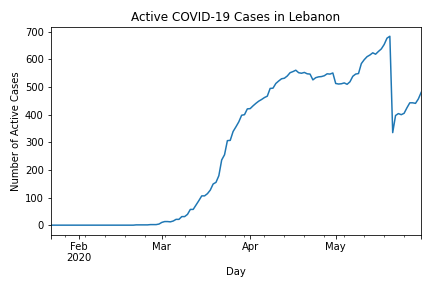 Active COVID-19 Cases in Lebanon
Number of Active Cases
700
600
500
400
300
200
100
0
Feb
2020
Mar
Apr
May
Day